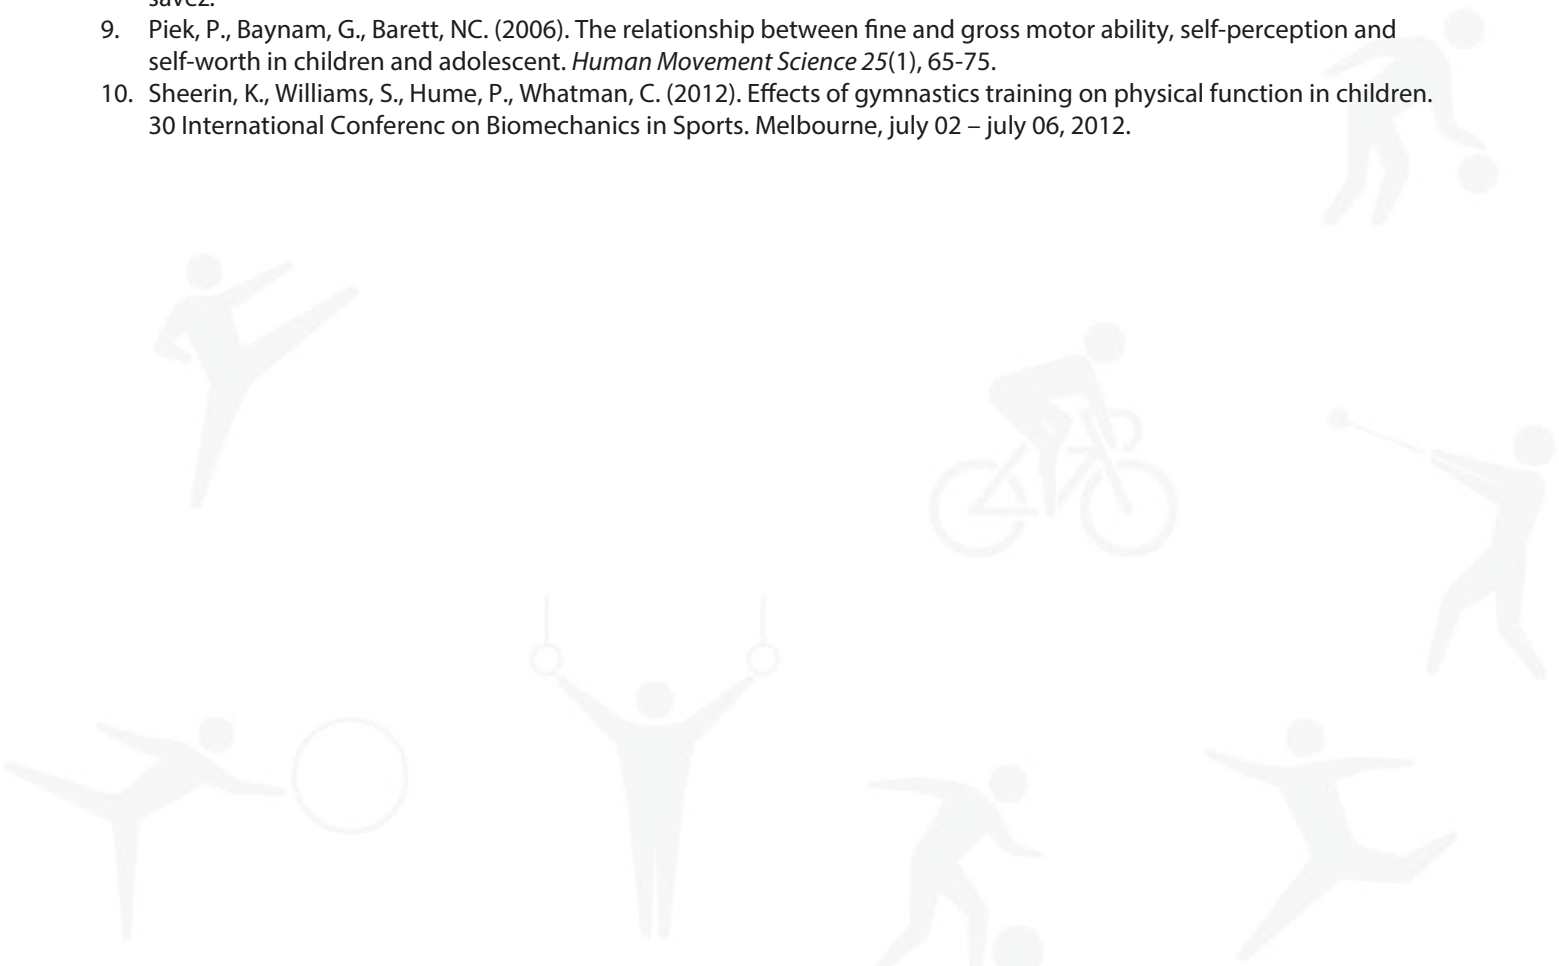 savez.
9. Piek, P., Baynam, G., Barett, NC. (2006). The relationship between fine and gross motor ability, self-perception and
self-worth in children and adolescent. Human Movement Science 25(1), 65-75.
10. Sheerin, K., Williams, S., Hume, P., Whatman, C. (2012). Effects of gymnastics training on physical function in children.
30 International Conferenc on Biomechanics in Sports. Melbourne, july 02 – july 06, 2012.